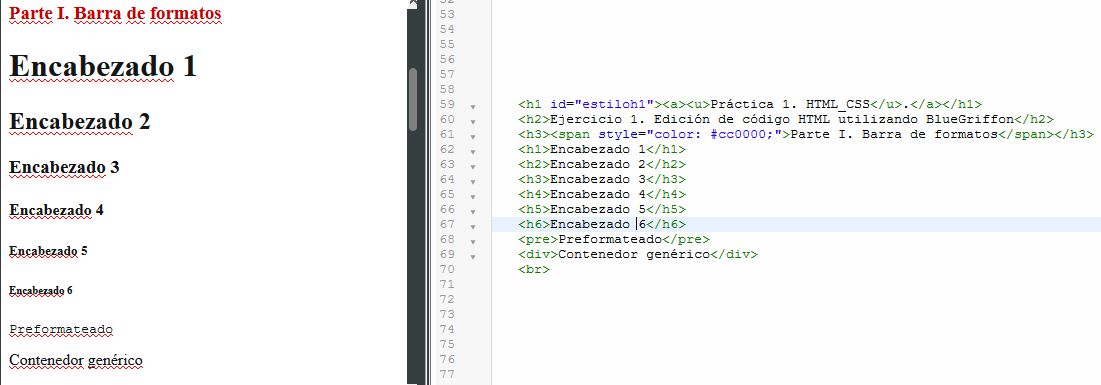 Parte I. Barra de formatos
Encabezado 1
Encabezado 2
Encabezado 3
Encabezado 4
Encabezado 5
Encabezado 6
Preformateado
Contenedor genérico
53
54
55
56
57
58
59 <h1 id="estiloh1"><a><u>Práctica 1. HTML_CSS</u>.</a></h1>
60 <h2>Ejercicio 1. Edición de código HTML utilizando BlueGriffon</h2>
61 <h3><span style="color: #cc0000;">Parte I. Barra de formatos</span></h3>
62 <h1>Encabezado 1</h1>
63 <h2>Encabezado 2</h2>
64 <h3>Encabezado 3</h3>
65 <h4>Encabezado 4</h4>
66 <h5>Encabezado 5</h5>
67 <h6>Encabezado 6</h6>
68 <pre>Preformateado</pre>
69 <div>Contenedor genérico</div>
70 <br>
71
72
73
74
75
76
77